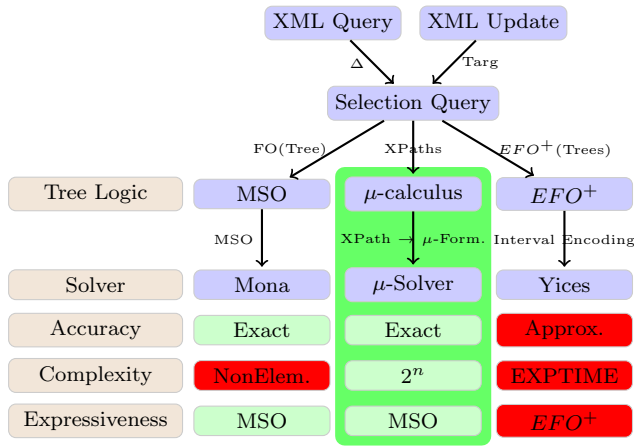 XML Query XML Update
Δ Targ
Selection Query
FO(Tree) XPaths EFO⁺(Trees)
Tree Logic MSO μ-calculus EFO⁺
MSO XPath → μ-Form. Interval Encoding
Solver Mona μ-Solver Yices
Accuracy Exact Exact Approx.
Complexity NonElem. 2ⁿ EXPTIME
Expressiveness MSO MSO EFO⁺